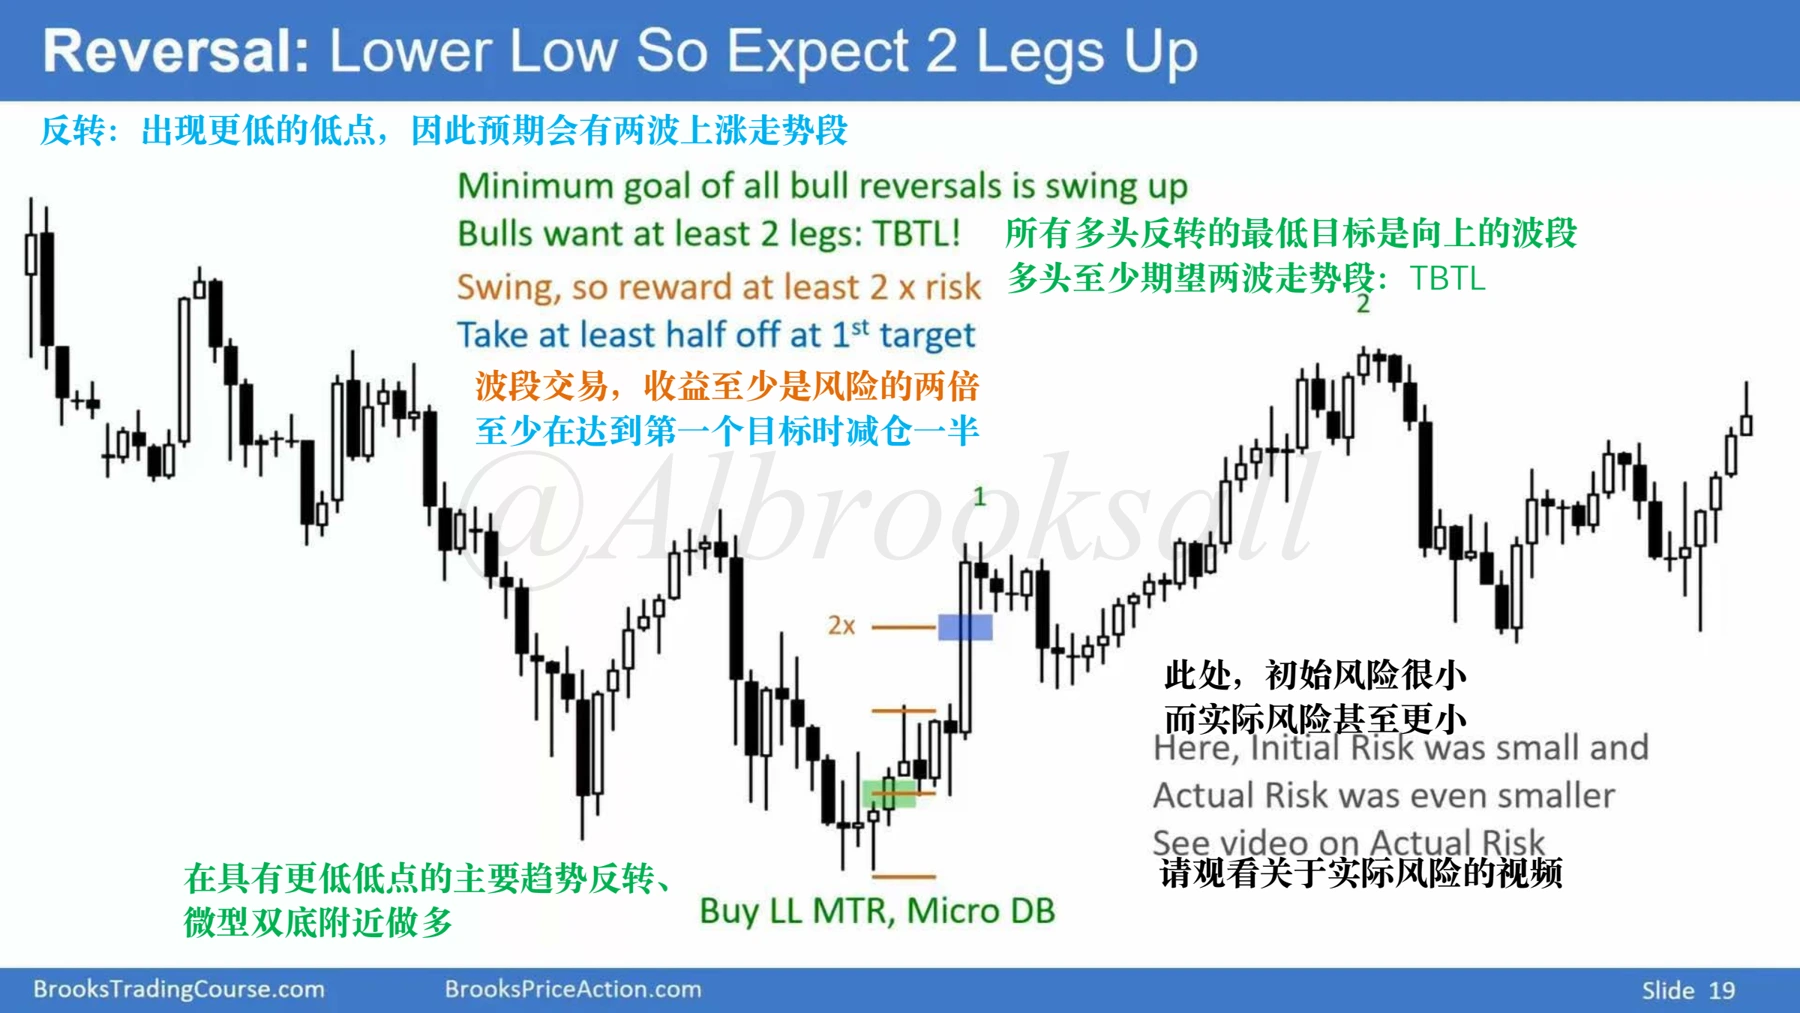 Reversal: Lower Low So Expect 2 Legs Up
反转：出现更低的低点，因此预期会有两波上涨走势段
Minimum goal of all bull reversals is swing up
Bulls want at least 2 legs: TBTL!
所有多头反转的最低目标是向上的波段
多头至少期望两波走势段：TBTL
Swing, so reward at least 2 x risk
Take at least half off at 1st target
波段交易，收益至少是风险的两倍
至少在达到第一个目标时减仓一半
2
@Albrooksall
1
2x
此处，初始风险很小
而实际风险甚至更小
Here, Initial Risk was small and
Actual Risk was even smaller
See video on Actual Risk
请观看关于实际风险的视频
在具有更低低点的主要趋势反转、
微型双底附近做多
Buy LL MTR, Micro DB
BrooksTradingCourse.com
BrooksPriceAction.com
Slide 19